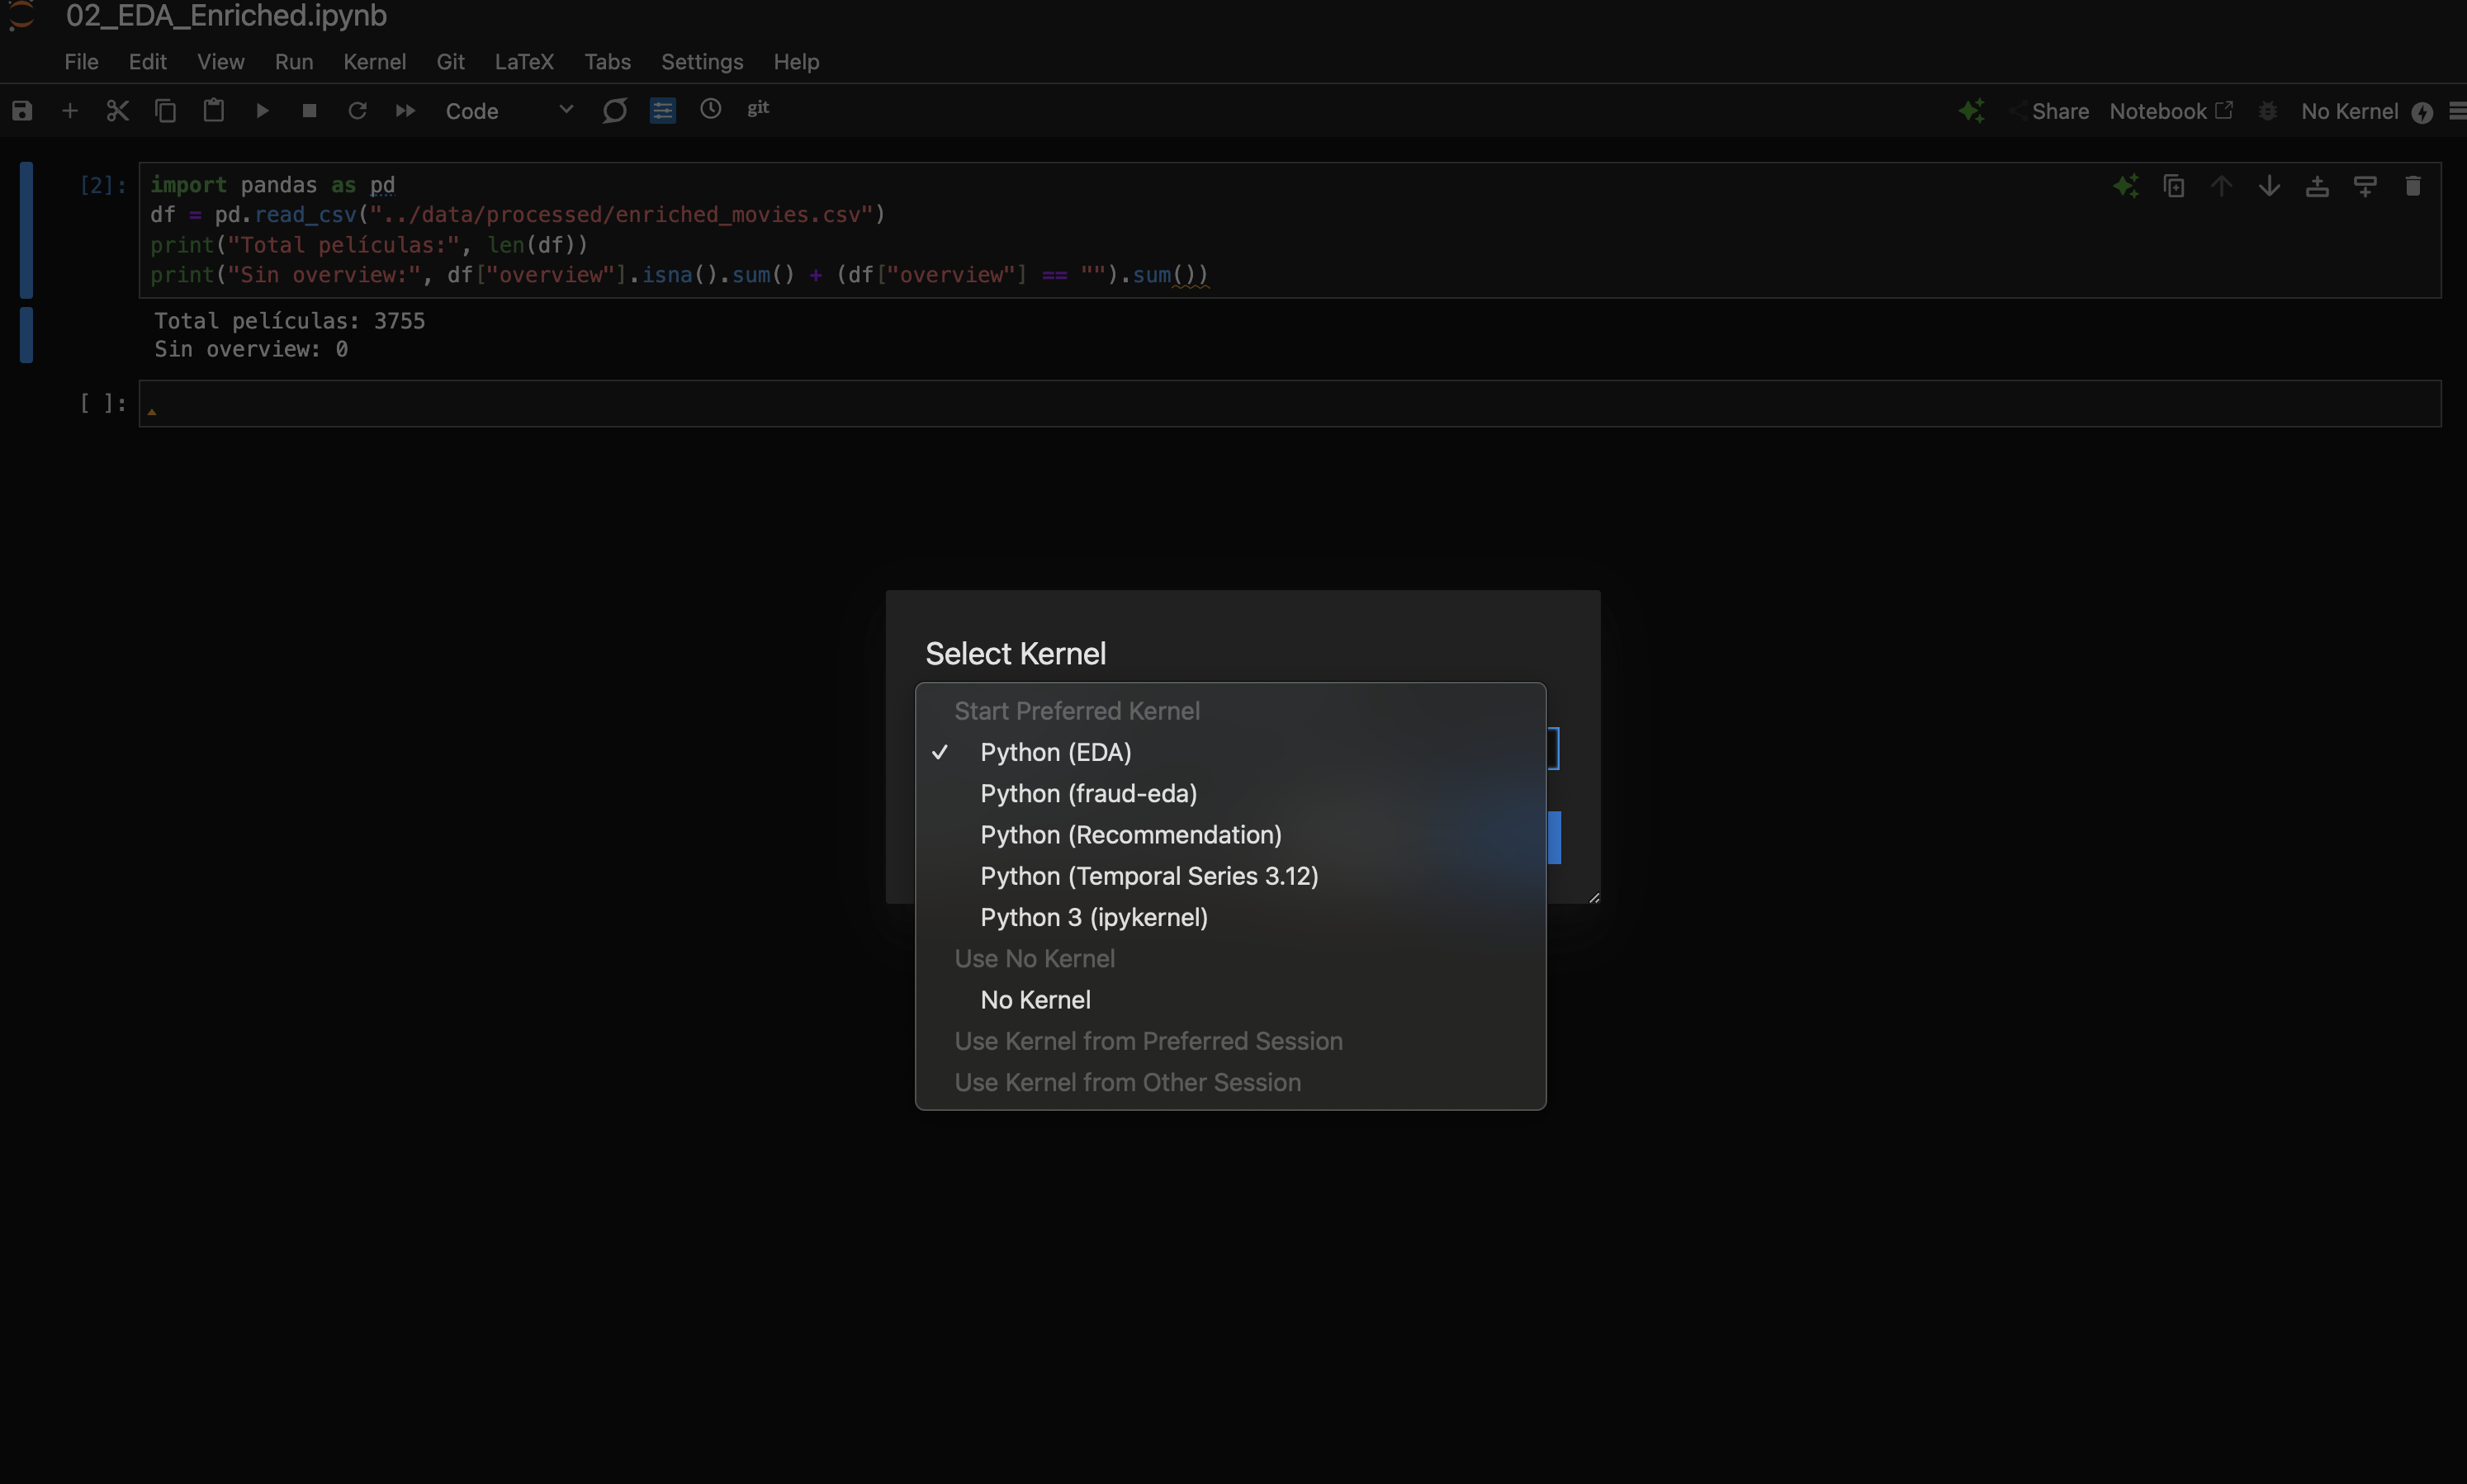 02_EDA_Enriched.ipynb
File Edit View Run Kernel Git LaTeX Tabs Settings Help
Code git Share Notebook No Kernel
[2]: import pandas as pd
df = pd.read_csv("../data/processed/enriched_movies.csv")
print("Total películas:", len(df))
print("Sin overview:", df["overview"].isna().sum() + (df["overview"] == "").sum())
Total películas: 3755
Sin overview: 0
[ ]:
Select Kernel
Start Preferred Kernel
✓ Python (EDA)
Python (fraud-eda)
Python (Recommendation)
Python (Temporal Series 3.12)
Python 3 (ipykernel)
Use No Kernel
No Kernel
Use Kernel from Preferred Session
Use Kernel from Other Session